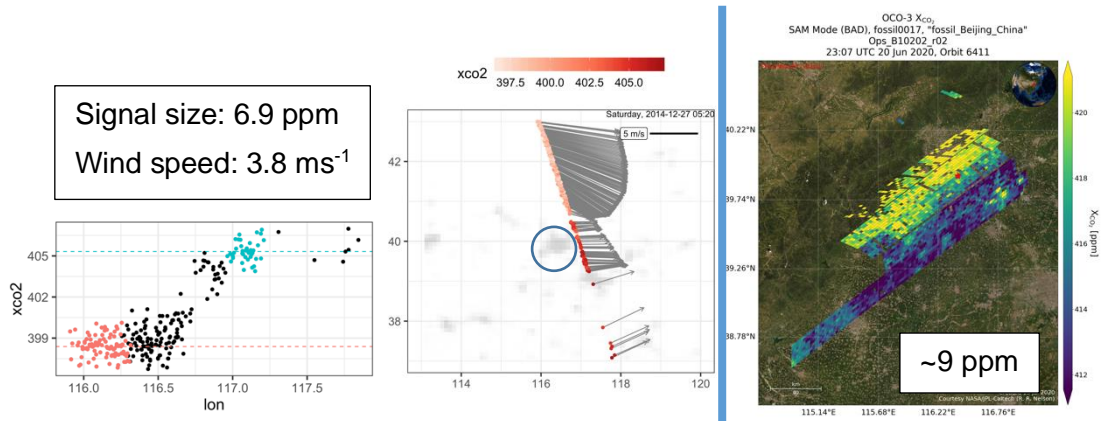 Signal size: 6.9 ppm
Wind speed: 3.8 ms-1
405
402
399
xco2
116.0 116.5 117.0 117.5
lon
xco2
397.5 400.0 402.5 405.0
Saturday, 2014-12-27 05:20
5 m/s
42
40
38
114 116 118 120
OCO-3 XCO2
SAM Mode (BAD), fossil0017, "fossil_Beijing_China"
Ops_B10202_r02
23:07 UTC 20 Jun 2020, Orbit 6411
40.22°N
39.74°N
39.26°N
38.78°N
420
418
416
414
412
XCO2 [ppm]
~9 ppm
km
2020
Courtesy NASA/JPL-Caltech (R. R. Nelson)
115.14°E 115.68°E 116.22°E 116.76°E